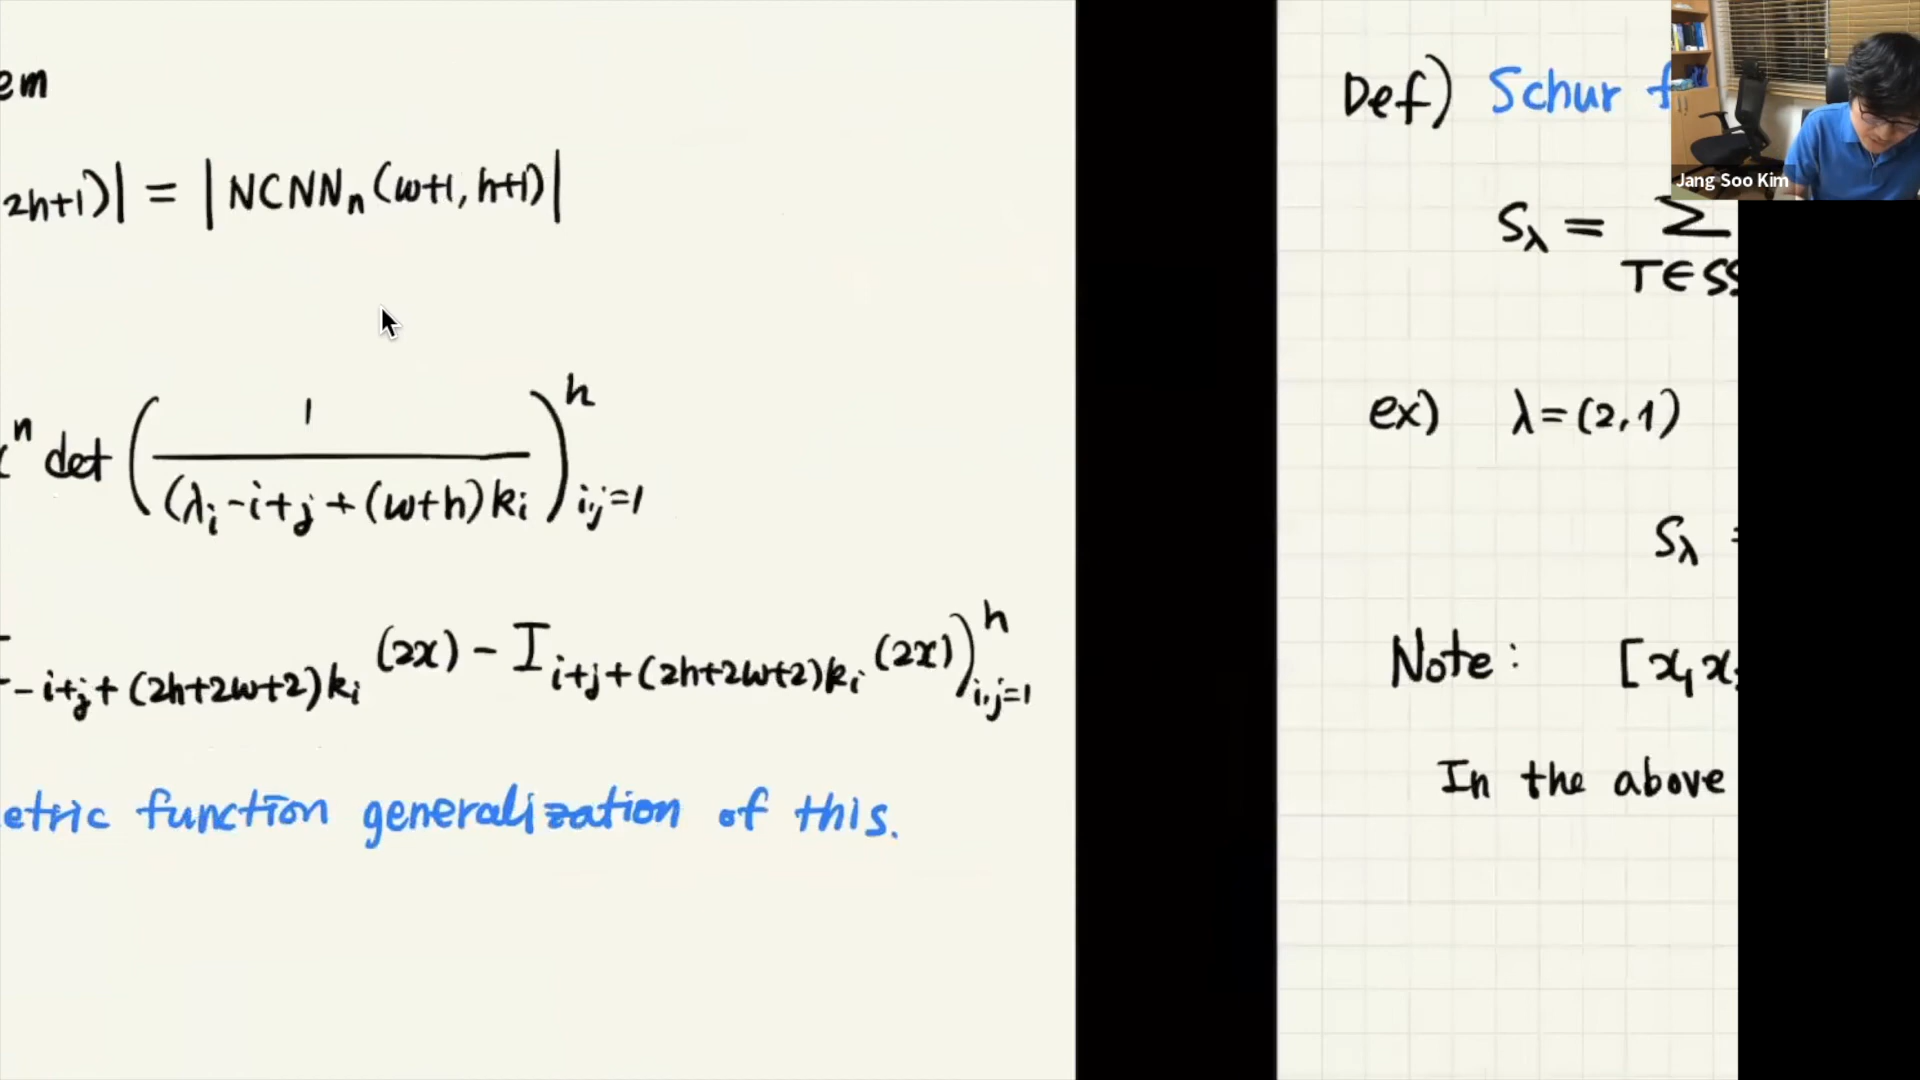 em
2h+1)| = |NCNNₙ(w+1, h+1)|
n det ( 1 / (λᵢ-i+j+(w+h)kᵢ )ʰ i,j=1
-i+j+(2h+2w+2)kᵢ (2x) - I i+j+(2h+2w+2)kᵢ (2x) )ʰ i,j=1
etric function generalization of this.
Def) Schur f
S_λ = Σ T∈SS
ex) λ=(2,1)
S_λ =
Note: [x₁x
In the above
Jang Soo Kim